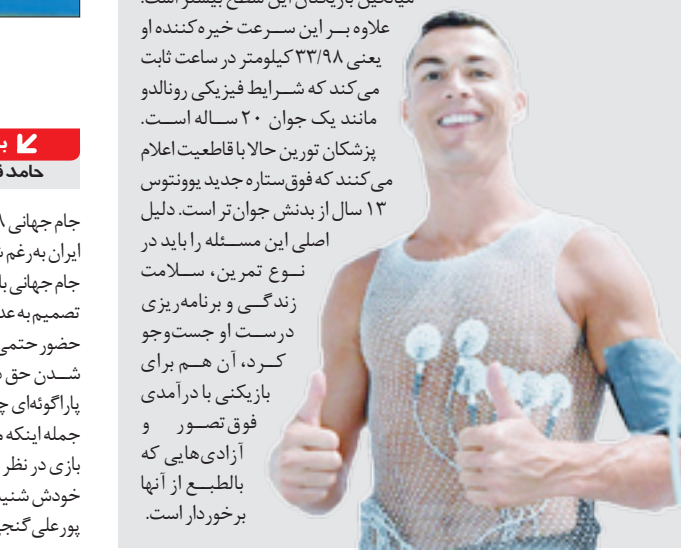 علاوه بر این سرعت خیره‌کننده او
یعنی ۳۳/۹۸ کیلومتر در ساعت ثابت
می‌کند که شرایط فیزیکی رونالدو
مانند یک جوان ۲۰ ساله است.
پزشکان تورین حالا با قاطعیت اعلام
می‌کنند که فوق‌ستاره جدید یوونتوس
۱۳ سال از بدنش جوان‌تر است. دلیل
اصلی این مسئله را باید در
نوع تمرین، سلامت
زندگی و برنامه‌ریزی
درست او جست‌وجو
کرد، آن هم برای
بازیکنی با درآمدی
فوق تصور و
آزادی‌هایی که
بالطبع از آنها
برخوردار است.
حامد
جام جهانی
ایران به‌رغم
جام جهانی با
تصمیم به عد
حضور حتمی
شدن حق
پاراگوئه‌ای
جمله اینکه
بازی در نظر
خودش شنید
پورعلی گنجی